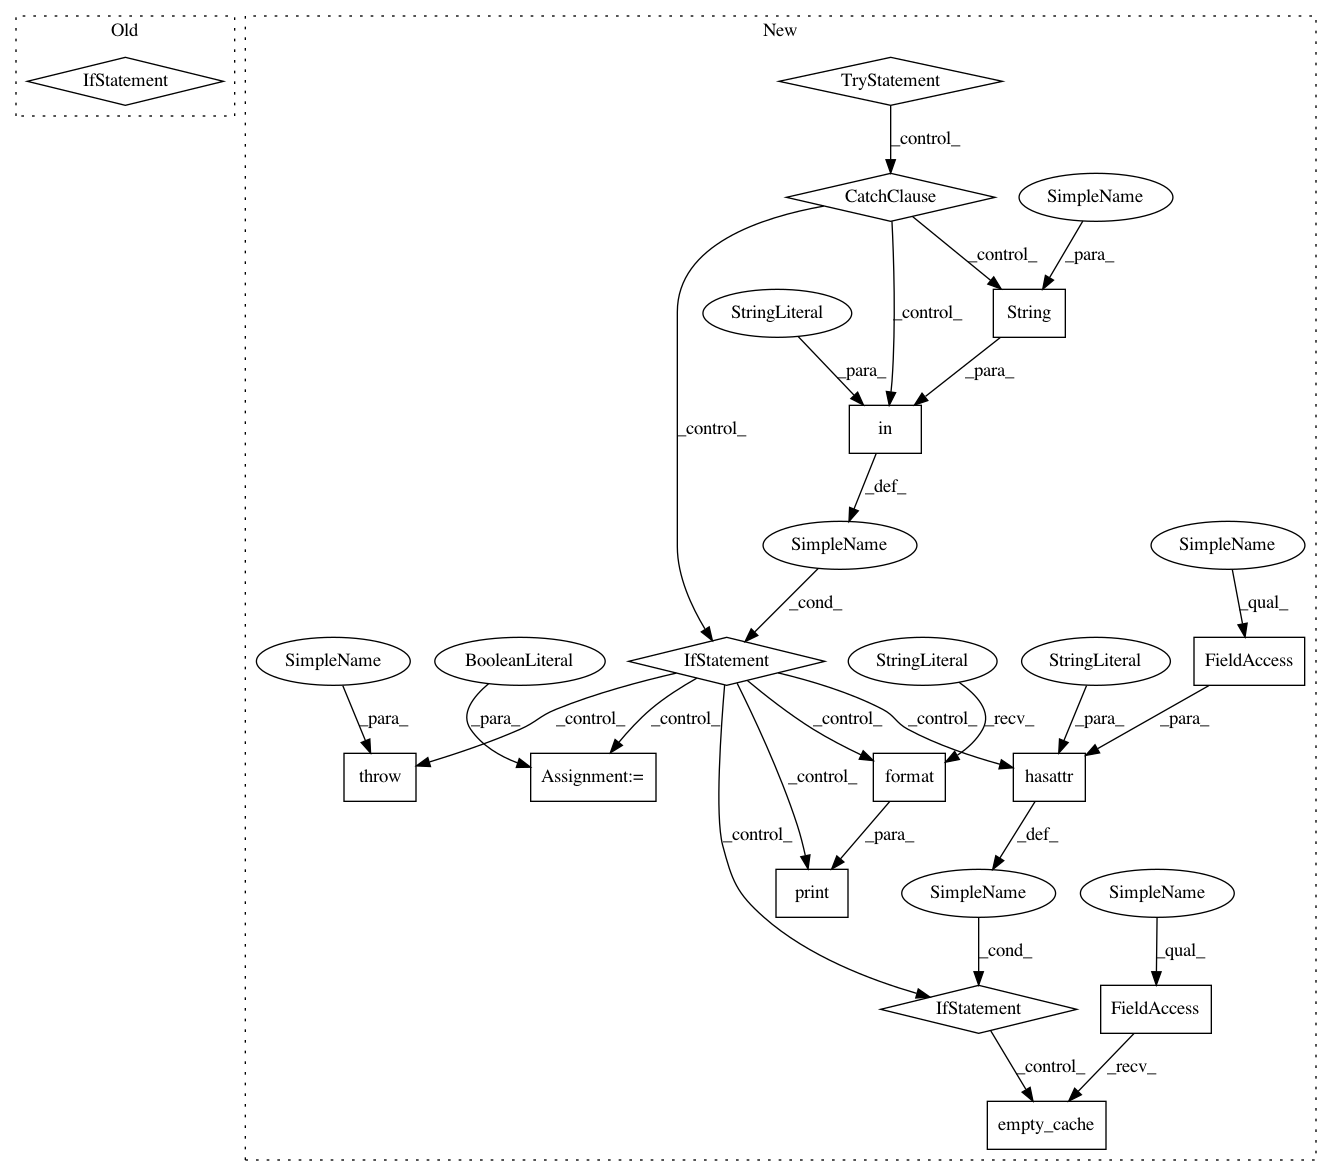 Old
New
IfStatement
TryStatement
_control_
CatchClause
SimpleName
_control_
_para_
StringLiteral
_control_
String
_para_
_para_
_control_
in
_def_
SimpleName
SimpleName
_cond_
_qual_
SimpleName
BooleanLiteral
IfStatement
StringLiteral
StringLiteral
FieldAccess
_para_
_para_
_control_
_control_
_control_
_control_
_recv_
_para_
_para_
throw
Assignment:=
_control_
format
hasattr
_control_
_para_
_def_
print
SimpleName
SimpleName
_cond_
_qual_
IfStatement
FieldAccess
_control_
_recv_
empty_cache